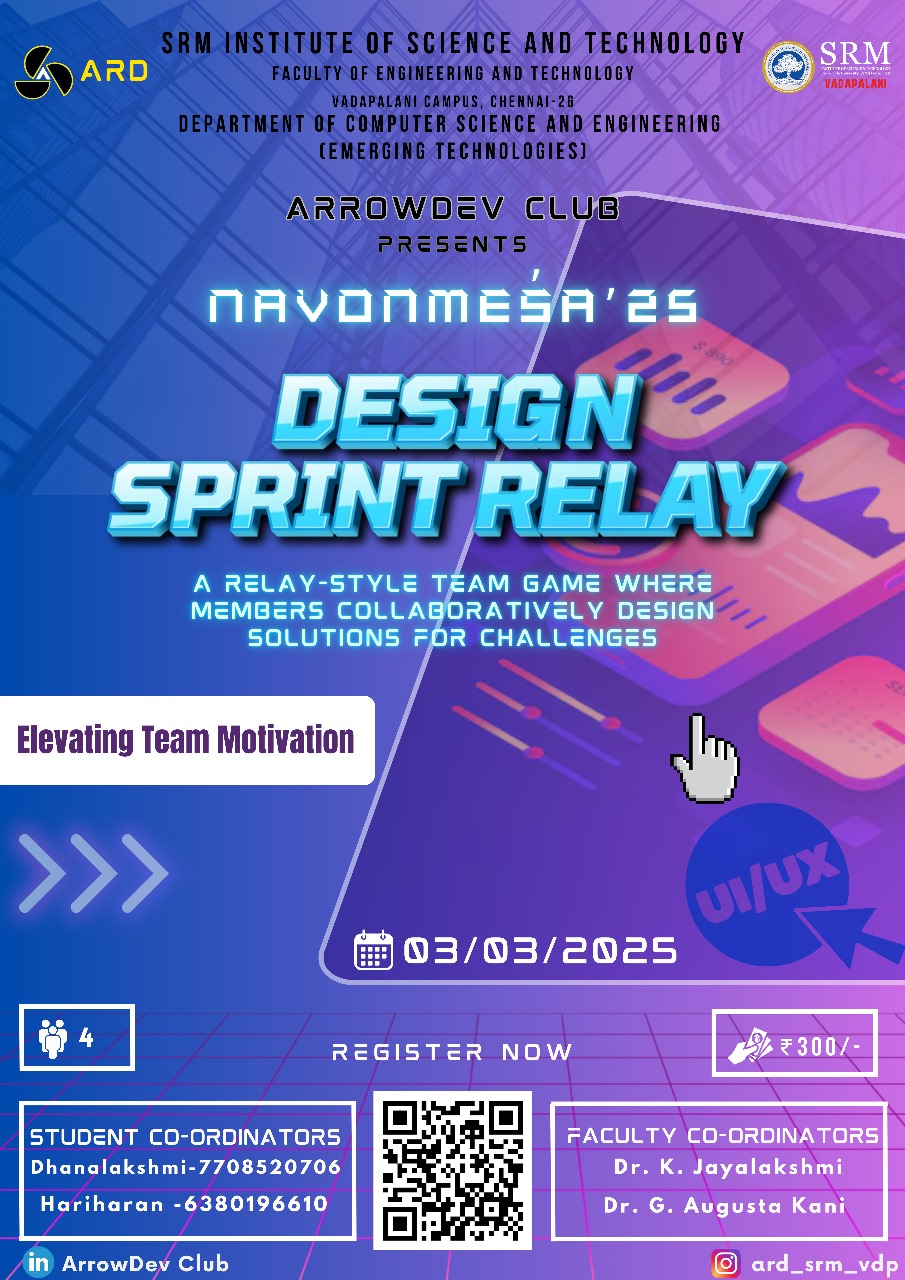 ARD
SRM INSTITUTE OF SCIENCE AND TECHNOLOGY
FACULTY OF ENGINEERING AND TECHNOLOGY
VADAPALANI CAMPUS, CHENNAI-26
DEPARTMENT OF COMPUTER SCIENCE AND ENGINEERING
(EMERGING TECHNOLOGIES)
SRM
VADAPALANI
ARROWDEV CLUB
PRESENTS
NAVONMEŚA'25
DESIGN
SPRINT RELAY
A RELAY-STYLE TEAM GAME WHERE
MEMBERS COLLABORATIVELY DESIGN
SOLUTIONS FOR CHALLENGES
$ 890
Elevating Team Motivation
UI/UX
03/03/2025
4
REGISTER NOW
₹300/-
STUDENT CO-ORDINATORS
Dhanalakshmi-7708520706
Hariharan -6380196610
FACULTY CO-ORDINATORS
Dr. K. Jayalakshmi
Dr. G. Augusta Kani
in ArrowDev Club
ard_srm_vdp